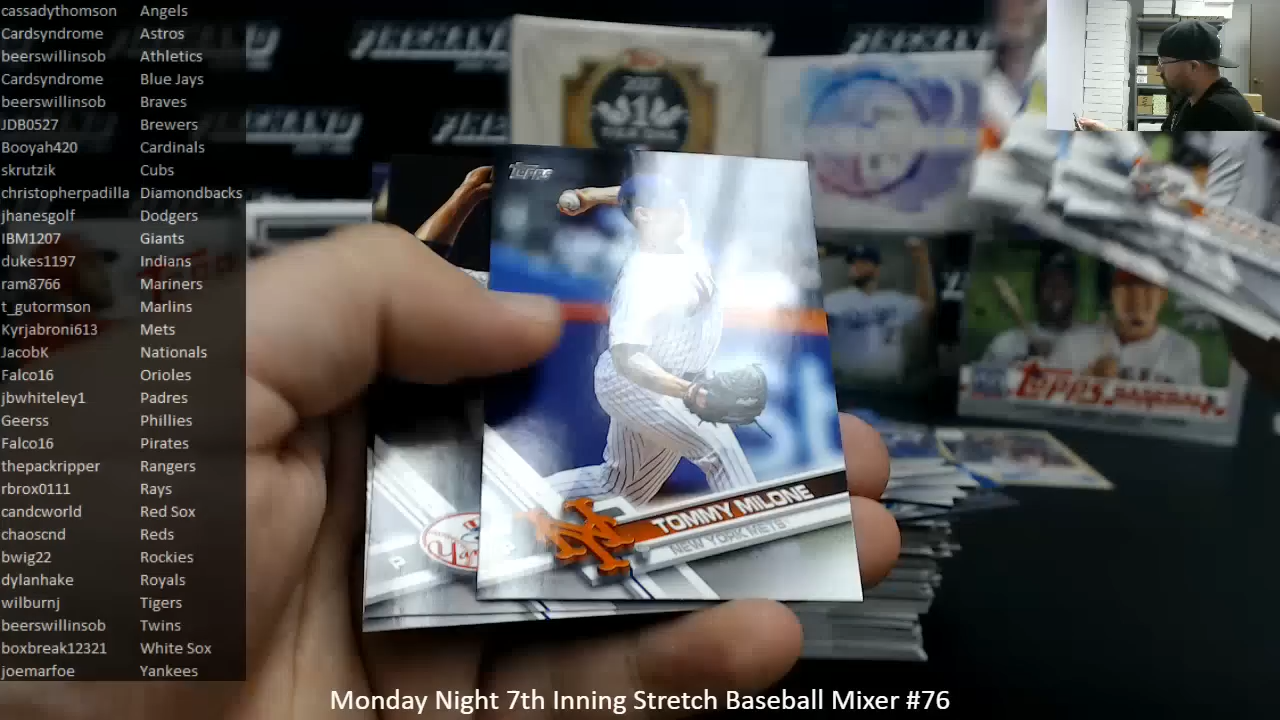 cassadythomson Angels
Cardsyndrome Astros
beerswillinsob Athletics
Cardsyndrome Blue Jays
beerswillinsob Braves
JDB0527 Brewers
Booyah420 Cardinals
skrutzik Cubs
christopherpadilla Diamondbacks
jhanesgolf Dodgers
IBM1207 Giants
dukes1197 Indians
ram8766 Mariners
t_gutormson Marlins
Kyrjabroni613 Mets
JacobK Nationals
Falco16 Orioles
jbwhiteley1 Padres
Geerss Phillies
Falco16 Pirates
thepackripper Rangers
rbrox0111 Rays
candcworld Red Sox
chaoscnd Reds
bwig22 Rockies
dylanhake Royals
wilburnj Tigers
beerswillinsob Twins
boxbreak12321 White Sox
joemarfoe Yankees
Topps
TOMMY MILONE
NEW YORK METS
P
Topps BASEBALL
Monday Night 7th Inning Stretch Baseball Mixer #76